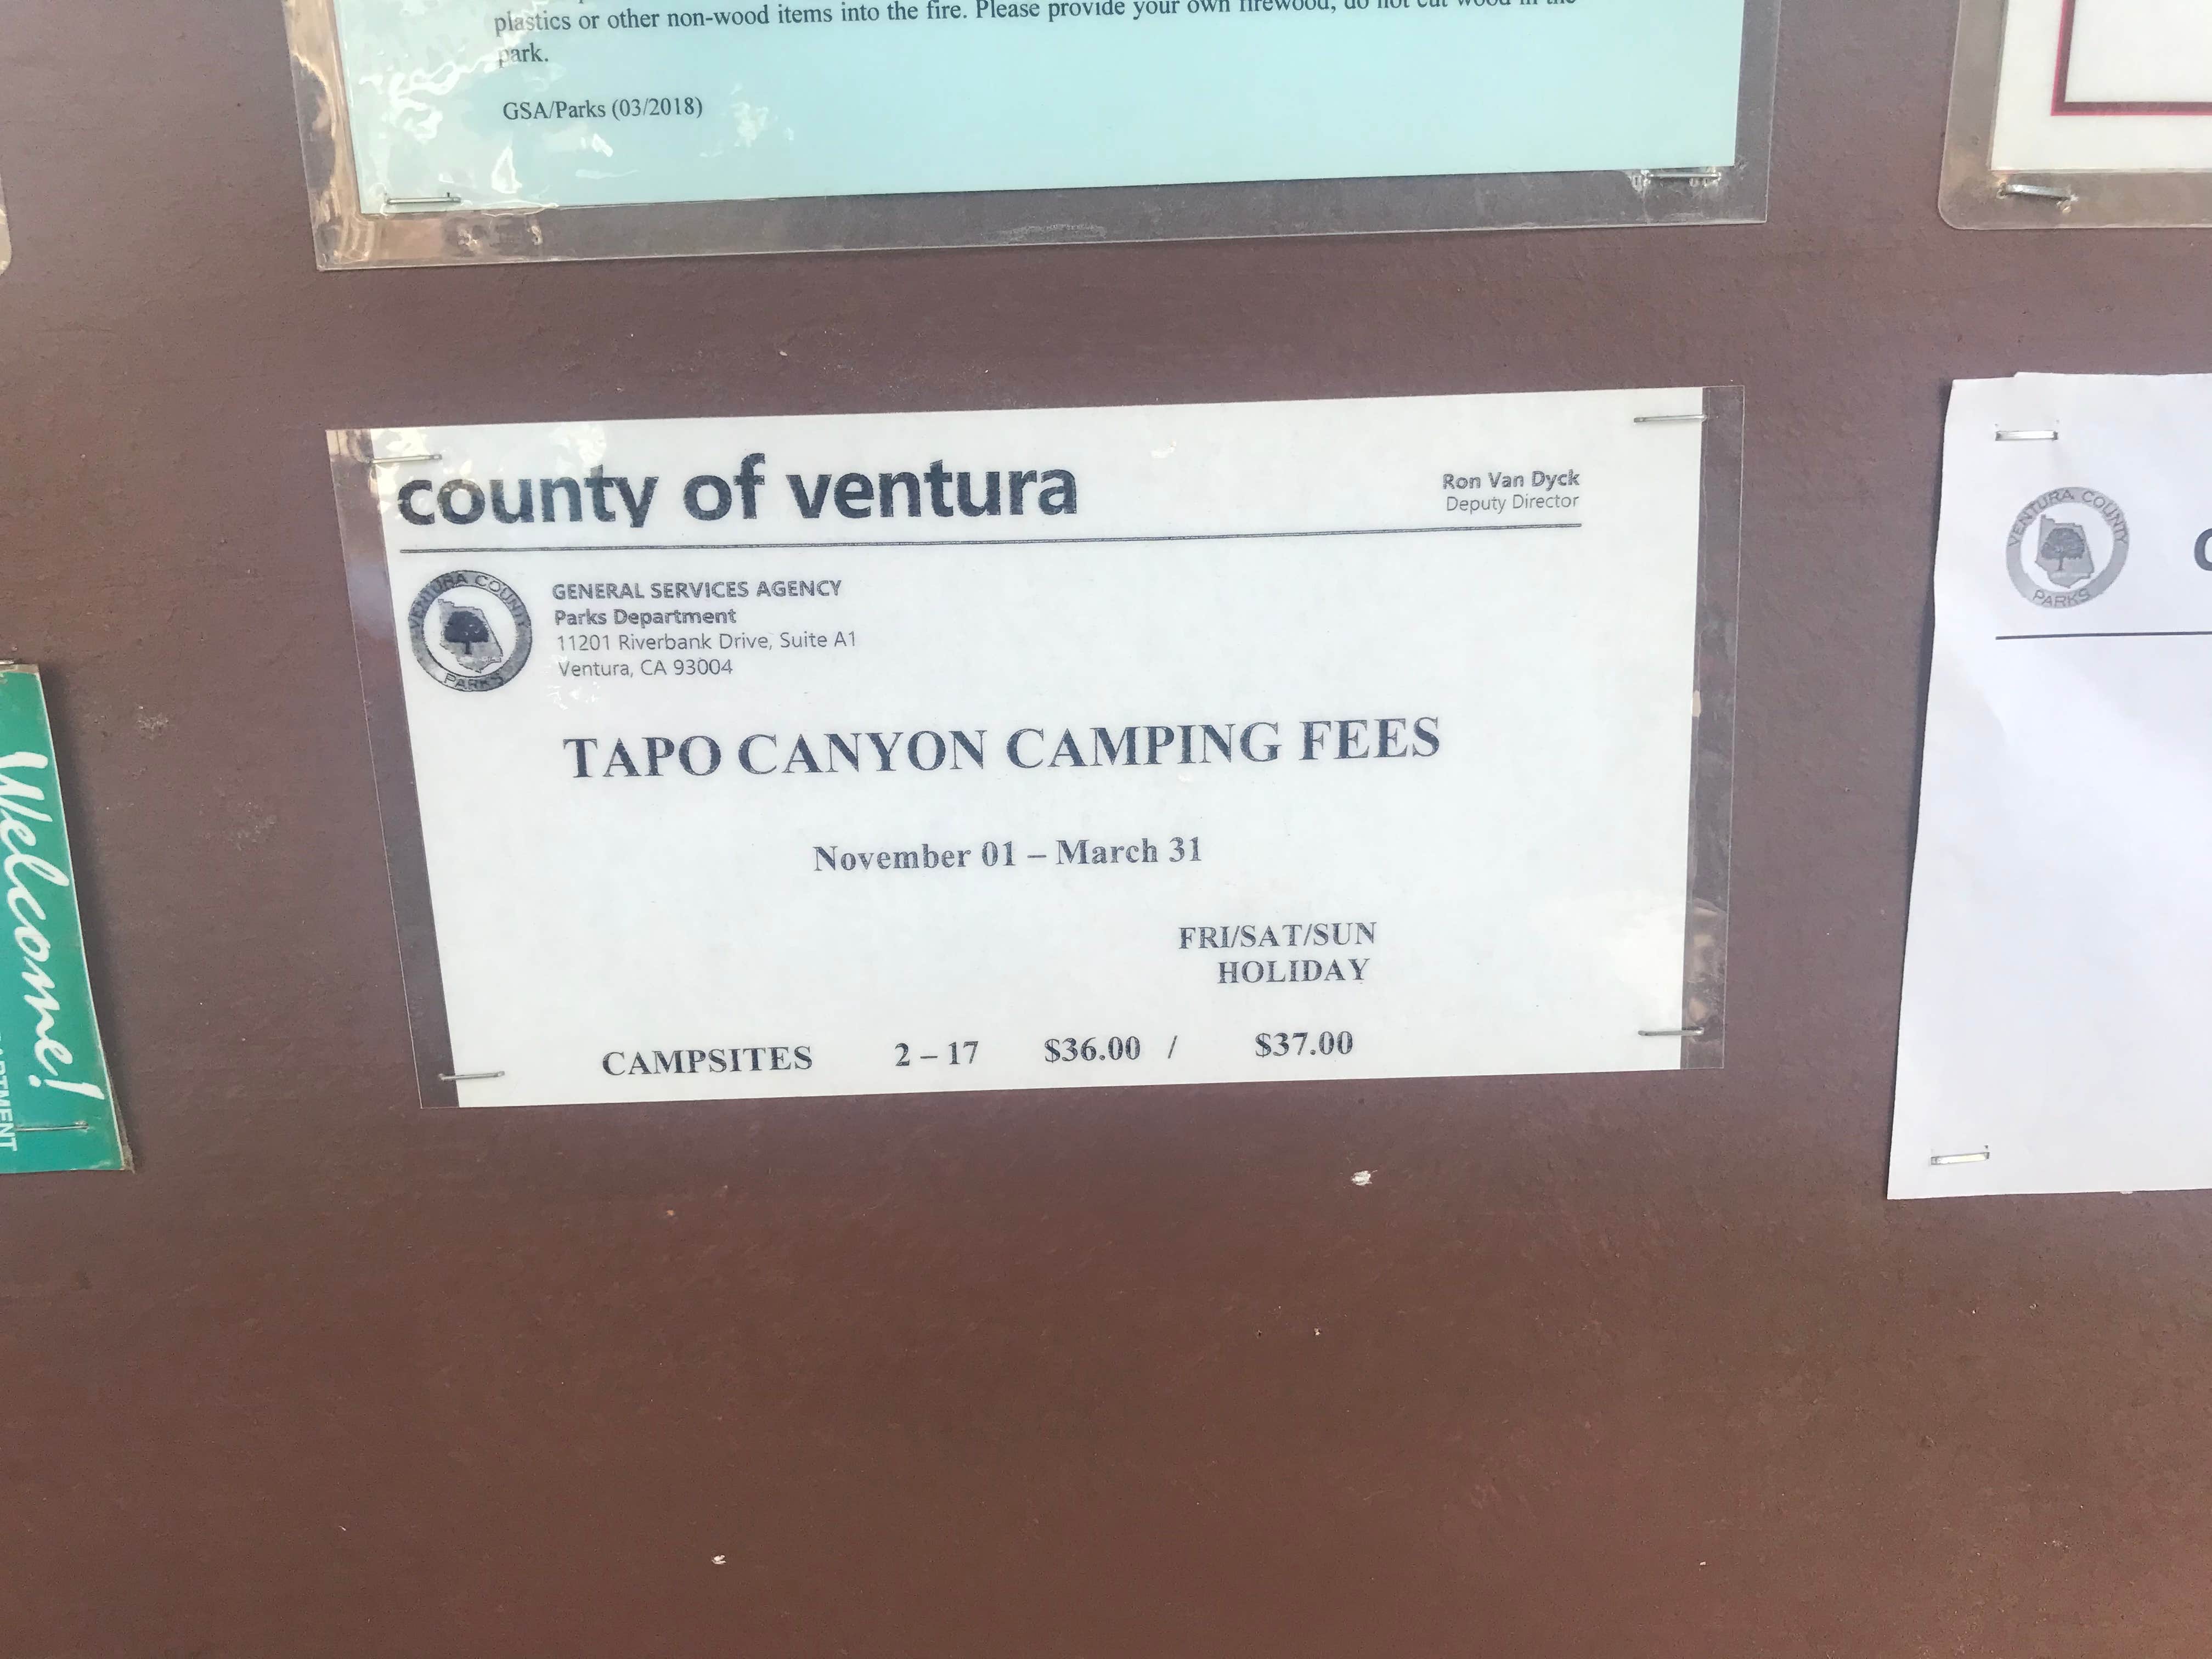 plastics or other non-wood items into the fire. Please provide your own firewood, do not cut wood in the
park.
GSA/Parks (03/2018)
county of ventura
Ron Van Dyck
Deputy Director
VENTURA COUNTY
PARKS
GENERAL SERVICES AGENCY
Parks Department
11201 Riverbank Drive, Suite A1
Ventura, CA 93004
TAPO CANYON CAMPING FEES
November 01 – March 31
FRI/SAT/SUN
HOLIDAY
CAMPSITES 2 – 17 $36.00 / $37.00
Welcome!
VENTURA COUNTY
PARKS